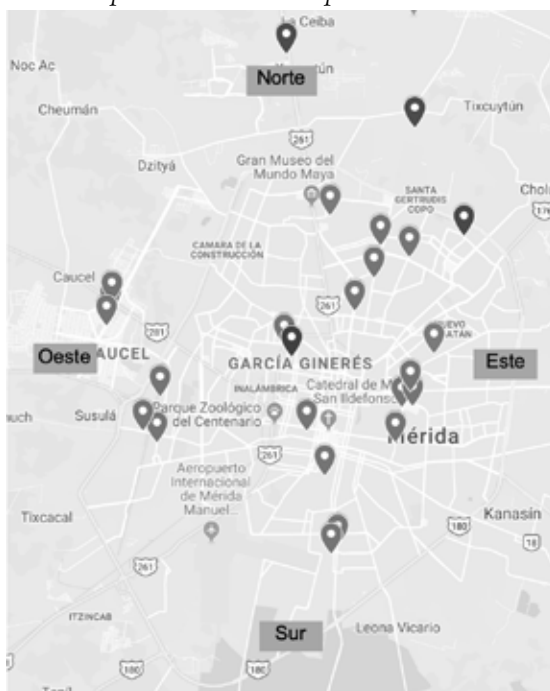 La Ceiba
Noc Ac
Norte
Cheumán
261
Tixcuytún
Dzityá
Gran Museo del
Mundo Maya
SANTA
GERTRUDIS
COPO
176
CAMARA DE LA
CONSTRUCCIÓN
Caucel
261
281
Oeste
AUCEL
GARCÍA GINERÉS
Este
INALÁMBRICA
Catedral de M
San Ildefonso
Susulá
Parque Zoológico
del Centenario
Mérida
261
Aeropuerto
Internacional
de Mérida
Manuel...
Tixcacal
180
Kanasín
18
261
ITZINCAB
Sur
Leona Vicario
180
180